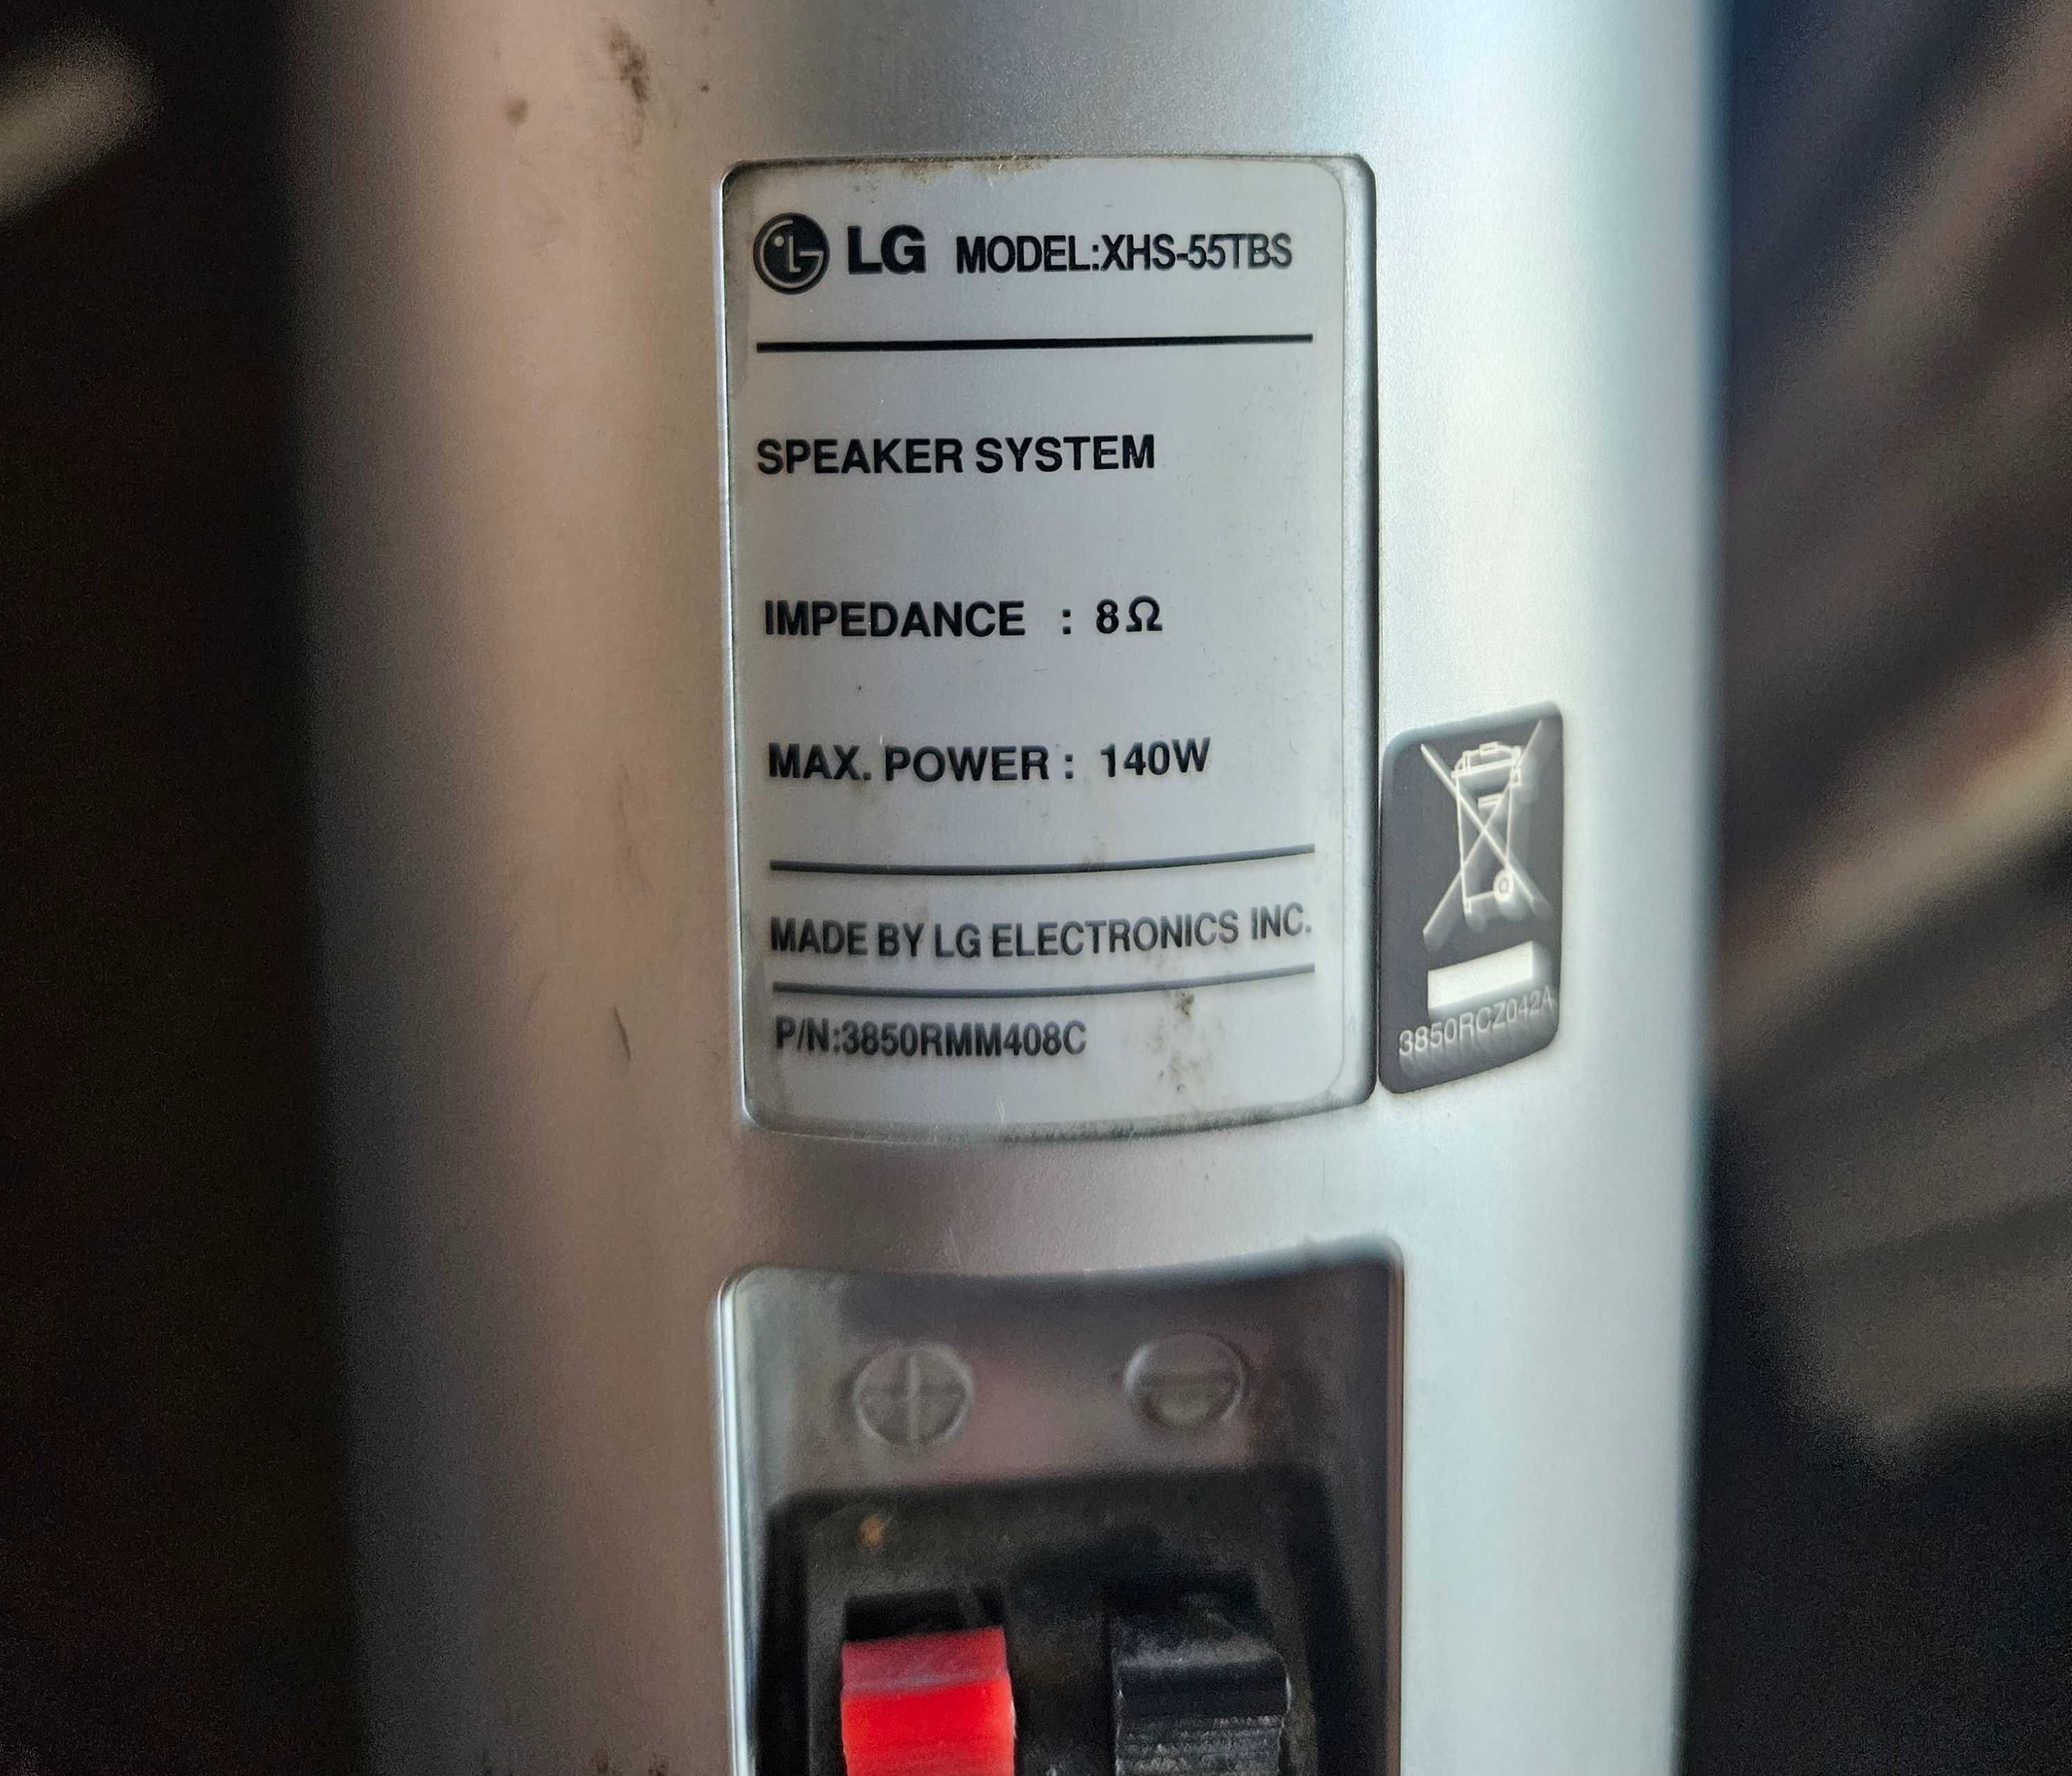 LG MODEL:XHS-55TBS
SPEAKER SYSTEM
IMPEDANCE : 8Ω
MAX. POWER : 140W
MADE BY LG ELECTRONICS INC.
P/N:3850RMM408C
3850RCZ042A